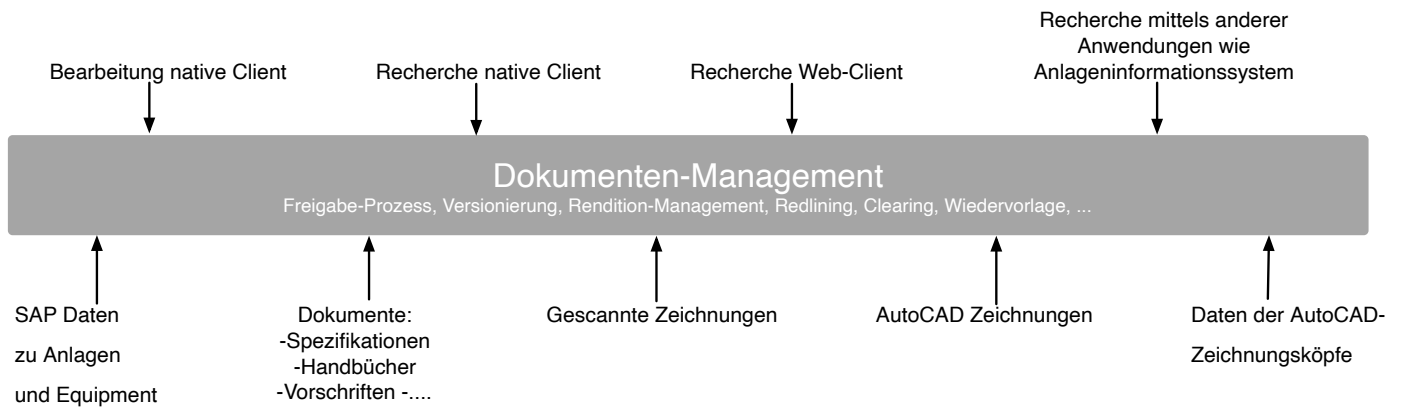 Bearbeitung native Client
Recherche native Client
Recherche Web-Client
Recherche mittels anderer
Anwendungen wie
Anlageninformationssystem
Dokumenten-Management
Freigabe-Prozess, Versionierung, Rendition-Management, Redlining, Clearing, Wiedervorlage, ...
SAP Daten
zu Anlagen
und Equipment
Dokumente:
-Spezifikationen
-Handbücher
-Vorschriften -....
Gescannte Zeichnungen
AutoCAD Zeichnungen
Daten der AutoCAD-
Zeichnungsköpfe